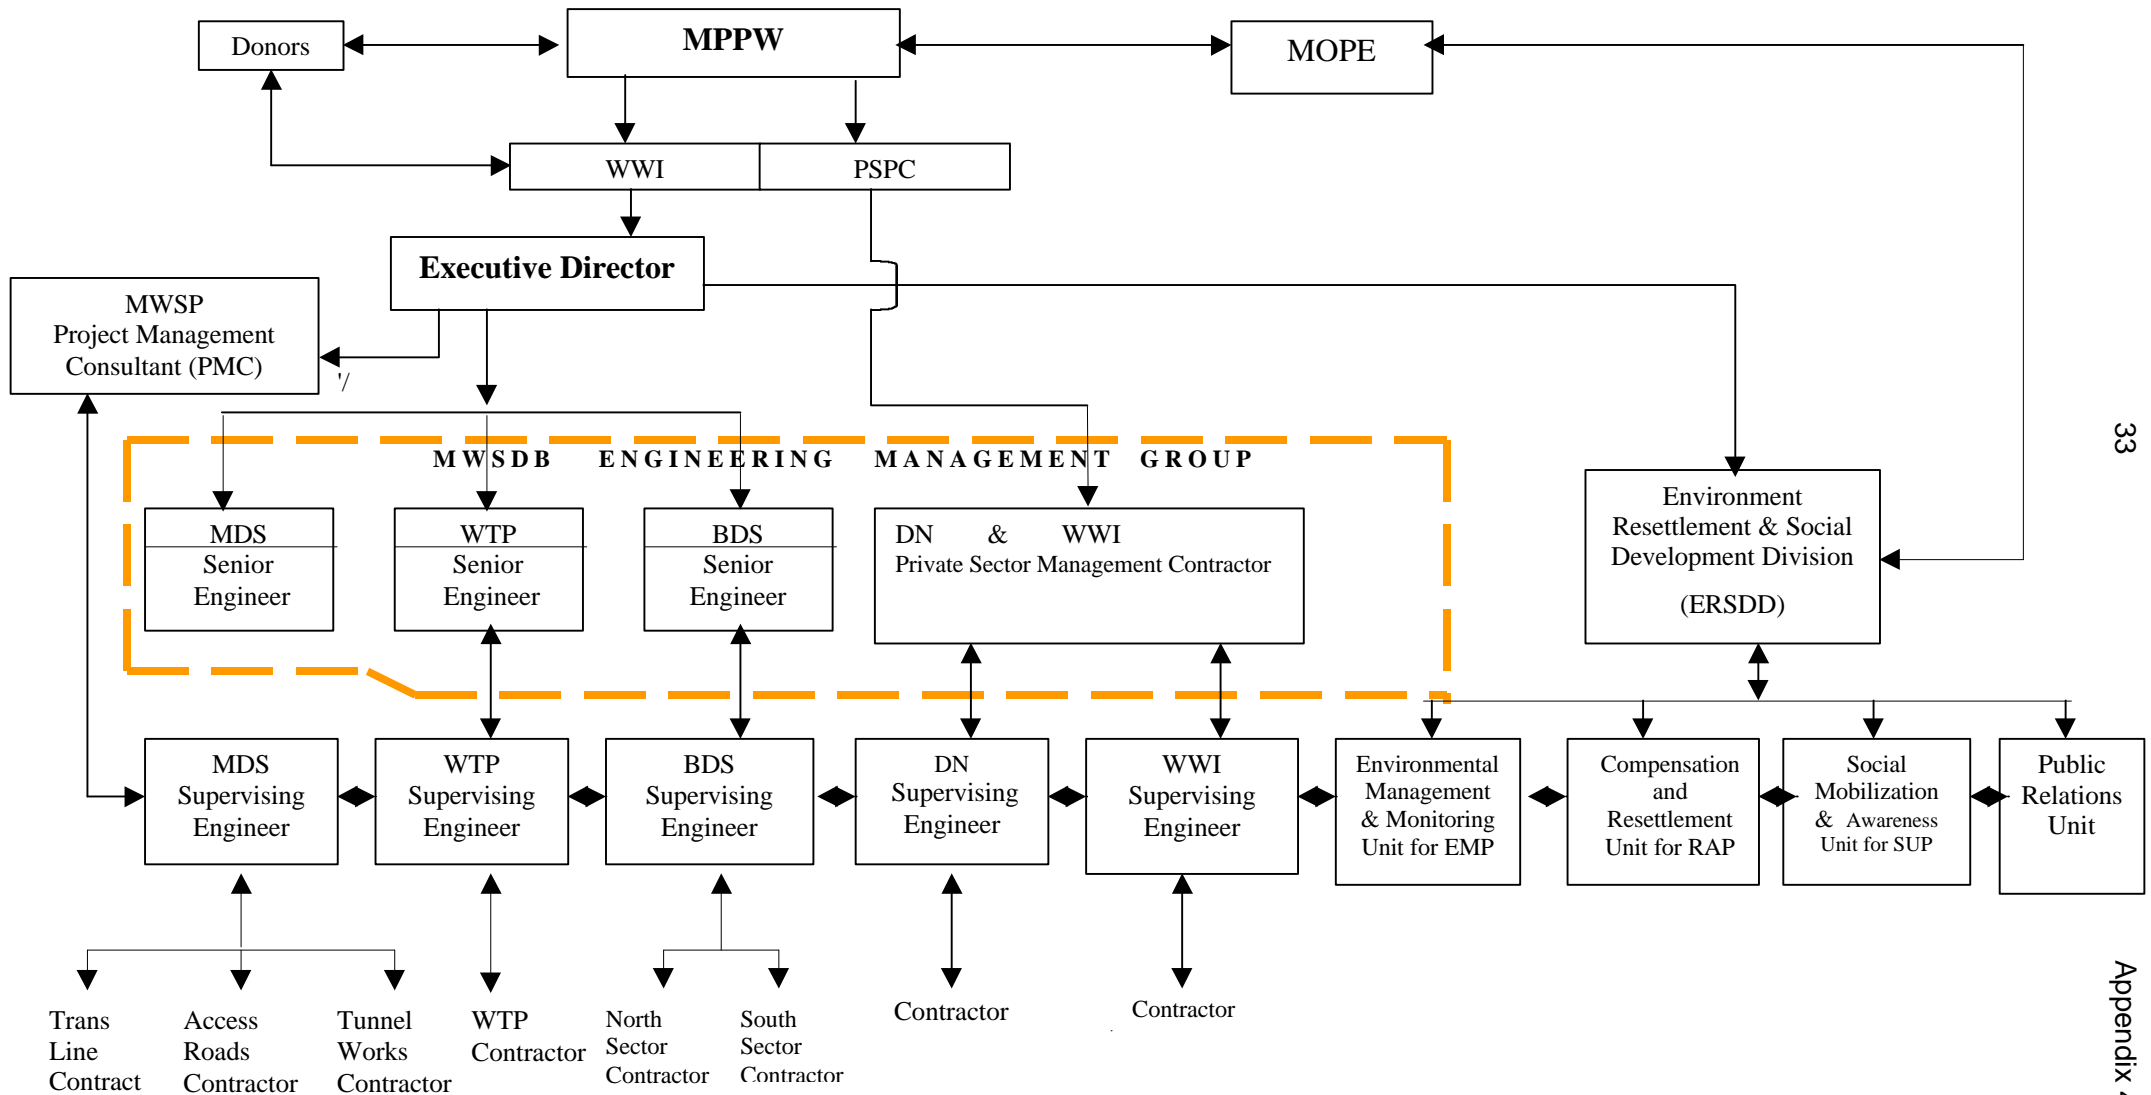 Donors
MPPW
MOPE
WWI
PSPC
Executive Director
MWSP
Project Management
Consultant (PMC)
'/
MWSDB ENGINEERING MANAGEMENT GROUP
MDS
Senior
Engineer
WTP
Senior
Engineer
BDS
Senior
Engineer
DN & WWI
Private Sector Management Contractor
Environment
Resettlement & Social
Development Division
(ERSDD)
MDS
Supervising
Engineer
WTP
Supervising
Engineer
BDS
Supervising
Engineer
DN
Supervising
Engineer
WWI
Supervising
Engineer
Environmental
Management
& Monitoring
Unit for EMP
Compensation
and
Resettlement
Unit for RAP
Social
Mobilization
& Awareness
Unit for SUP
Public
Relations
Unit
Trans
Line
Contract
Access
Roads
Contractor
Tunnel
Works
Contractor
WTP
Contractor
North
Sector
Contractor
South
Sector
Contractor
Contractor
Contractor
33
Appendix